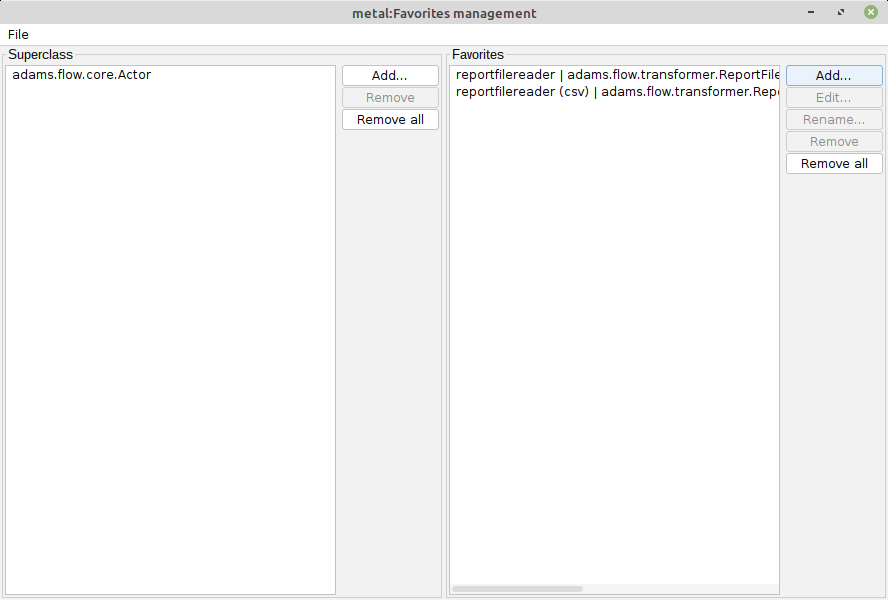 metal:Favorites management
File
Superclass
adams.flow.core.Actor
Add...
Remove
Remove all
Favorites
reportfilereader | adams.flow.transformer.ReportFile
reportfilereader (csv) | adams.flow.transformer.Repo
Add...
Edit...
Rename...
Remove
Remove all